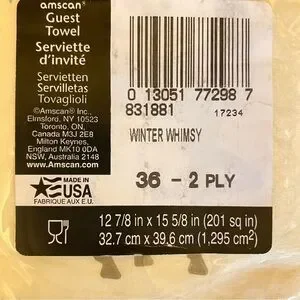 amscan®
Guest
Towel
Serviette
d'invité
Servietten
Servilletas
Tovaglioli
©Amscan® Inc
Elmsford, NY 10523
Toronto, ON,
Canada M3J 2E8
Milton Keynes,
England MK10 0DA
NSW, Australia 2148
www.Amscan.com
MADE IN
USA
FABRIQUE AUX E.U.
0 13051 77298 7
831881
17234
WINTER WHIMSY
36 - 2 PLY
12 7/8 in x 15 5/8 in (201 sq in)
32.7 cm x 39.6 cm (1,295 cm²)